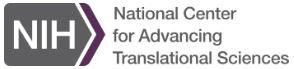 NIH
National Center
for Advancing
Translational Sciences